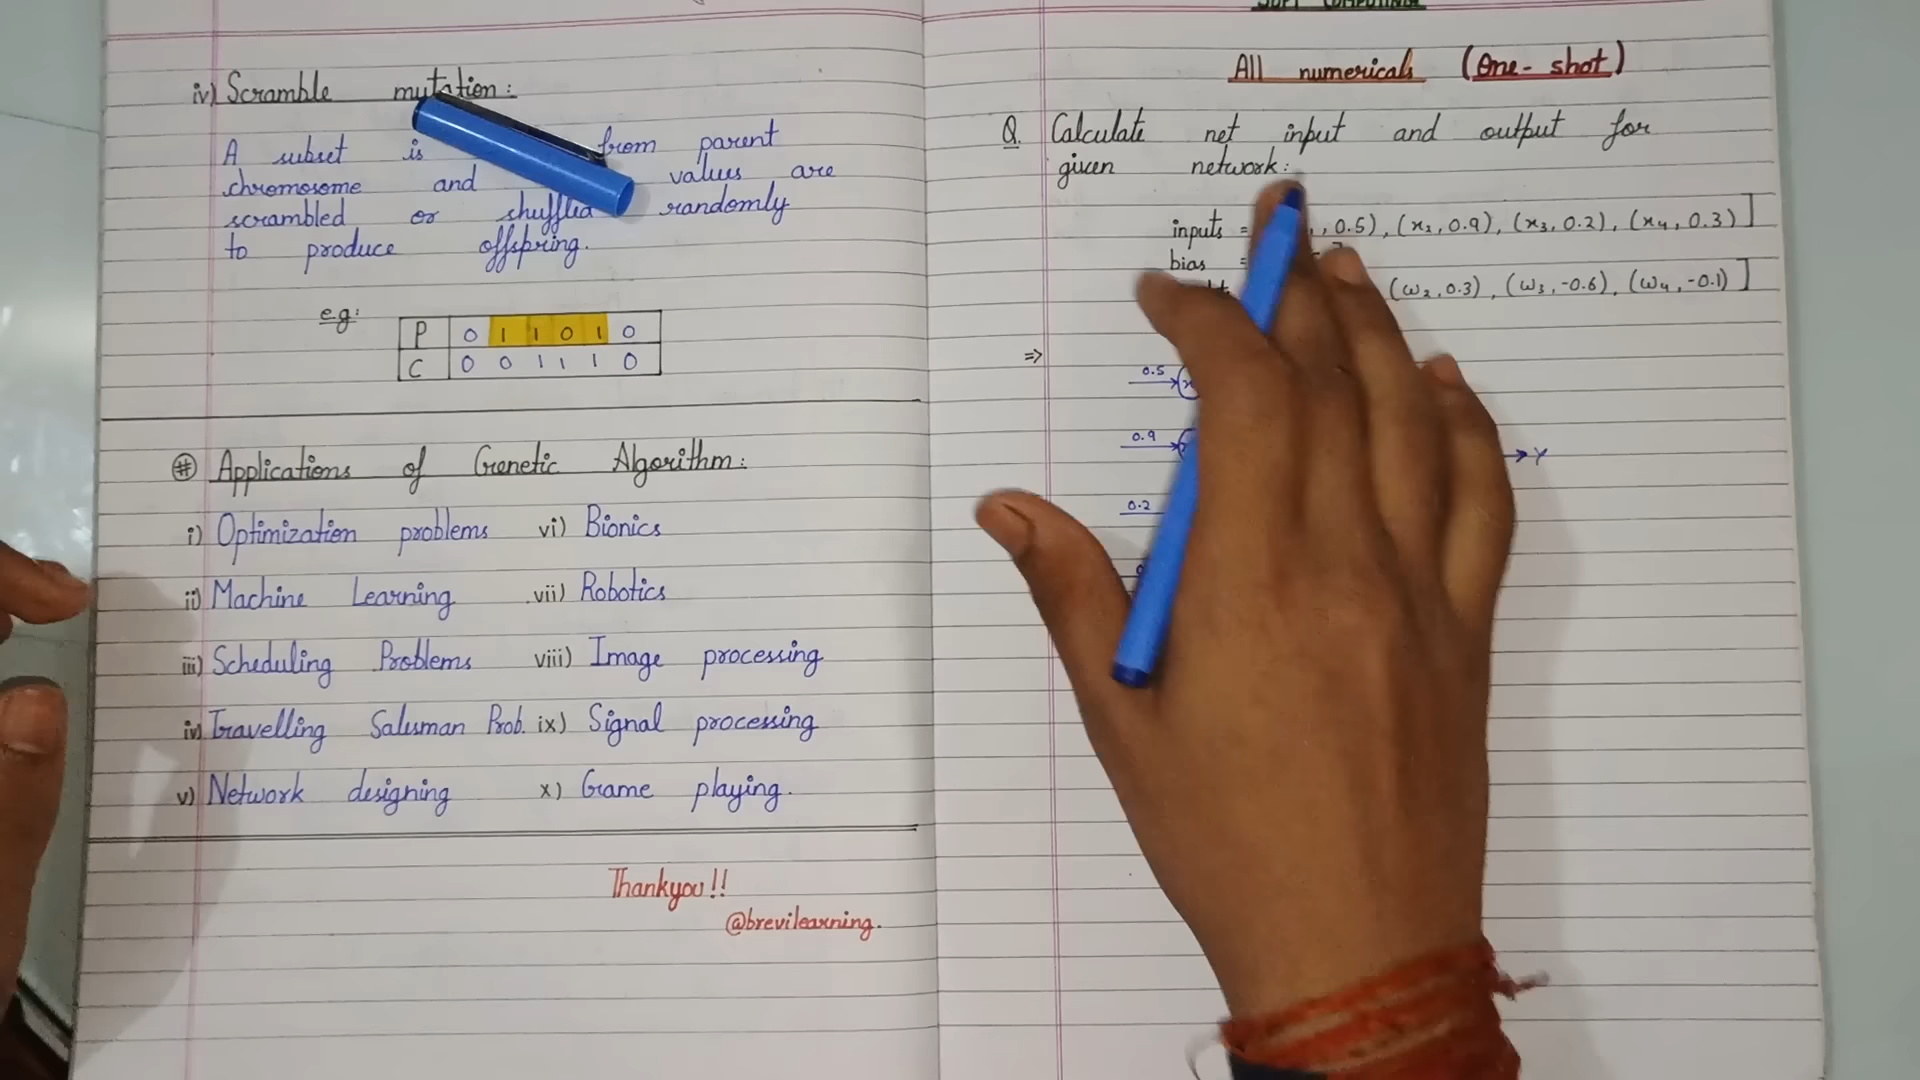 iv) Scramble mutation:
A subset is from parent
chromosome and values are
scrambled or shuffled randomly
to produce offspring.
e.g:
P 0 1 1 0 1 0
C 0 0 1 1 1 0
# Applications of Genetic Algorithm:
i) Optimization problems vi) Bionics
ii) Machine Learning vii) Robotics
iii) Scheduling Problems viii) Image processing
iv) Travelling Salesman Prob. ix) Signal processing
v) Network designing x) Game playing.
Thankyou!!
@brevilearning.
SOFT COMPUTING
All numericals (One-shot)
Q. Calculate net input and output for
given network:
inputs = , 0.5), (x₂, 0.9), (x₃, 0.2), (x₄, 0.3)]
bias =
(ω₂, 0.3), (ω₃, -0.6), (ω₄, -0.1)]
=>
0.5
0.9 Y
0.2